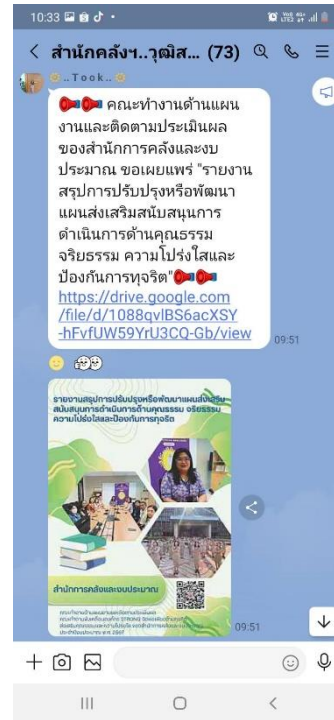 10:33
สำนักคลังฯ..วุฒิส... (73)
..Took..
คณะทำงานด้านแผน
งานและติดตามประเมินผล
ของสำนักการคลังและงบ
ประมาณ ขอเผยแพร่ "รายงาน
สรุปการปรับปรุงหรือพัฒนา
แผนส่งเสริมสนับสนุนการ
ดำเนินการด้านคุณธรรม
จริยธรรม ความโปร่งใสและ
ป้องกันการทุจริต"
https://drive.google.com
/file/d/1088qvIBS6acXSY
-hFvfUW59YrU3CQ-Gb/view
09:51
รายงานสรุปการปรับปรุงหรือพัฒนาแผนส่งเสริม
สนับสนุนการดำเนินการด้านคุณธรรม จริยธรรม
ความโปร่งใสและป้องกันการทุจริต
สำนักการคลังและงบประมาณ
09:51